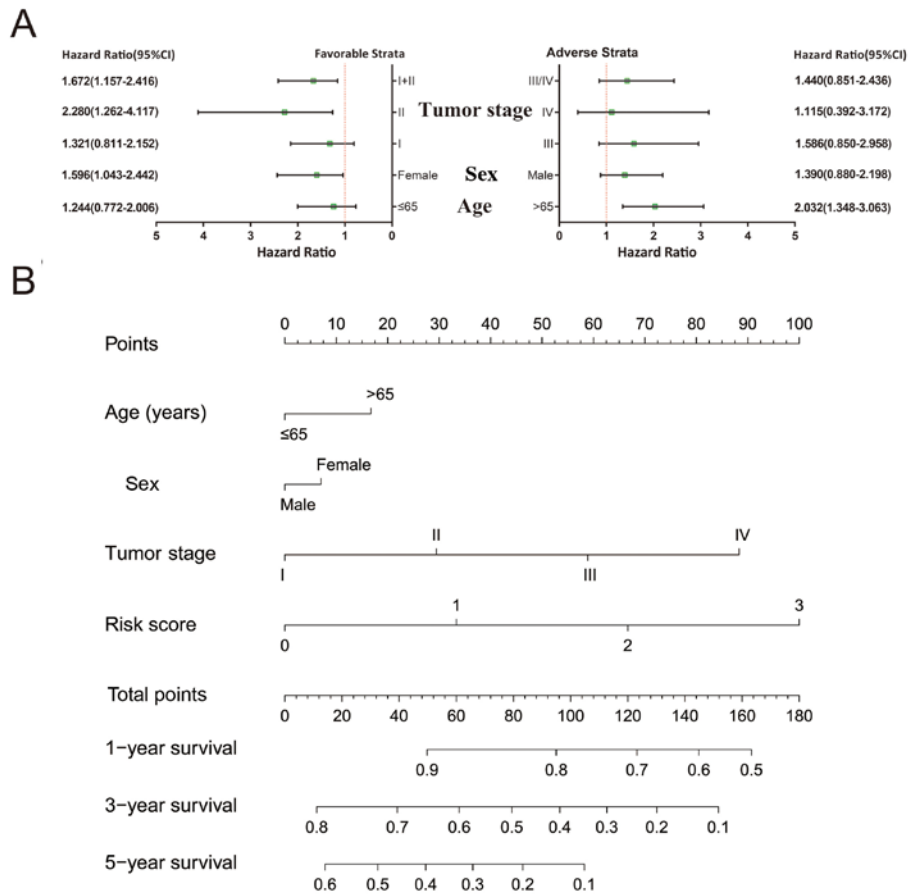 A
Hazard Ratio(95%CI) Favorable Strata Adverse Strata Hazard Ratio(95%CI)
1.672(1.157-2.416) I+II III/IV 1.440(0.851-2.436)
2.280(1.262-4.117) II Tumor stage IV 1.115(0.392-3.172)
1.321(0.811-2.152) I III 1.586(0.850-2.958)
1.596(1.043-2.442) Female Sex Male 1.390(0.880-2.198)
1.244(0.772-2.006) ≤65 Age >65 2.032(1.348-3.063)
5 4 3 2 1 0 0 1 2 3 4 5
Hazard Ratio Hazard Ratio
B
0 10 20 30 40 50 60 70 80 90 100
Points
>65
Age (years)
≤65
Female
Sex
Male
II IV
Tumor stage
I III
1 3
Risk score
0 2
Total points
0 20 40 60 80 100 120 140 160 180
1−year survival
0.9 0.8 0.7 0.6 0.5
3−year survival
0.8 0.7 0.6 0.5 0.4 0.3 0.2 0.1
5−year survival
0.6 0.5 0.4 0.3 0.2 0.1